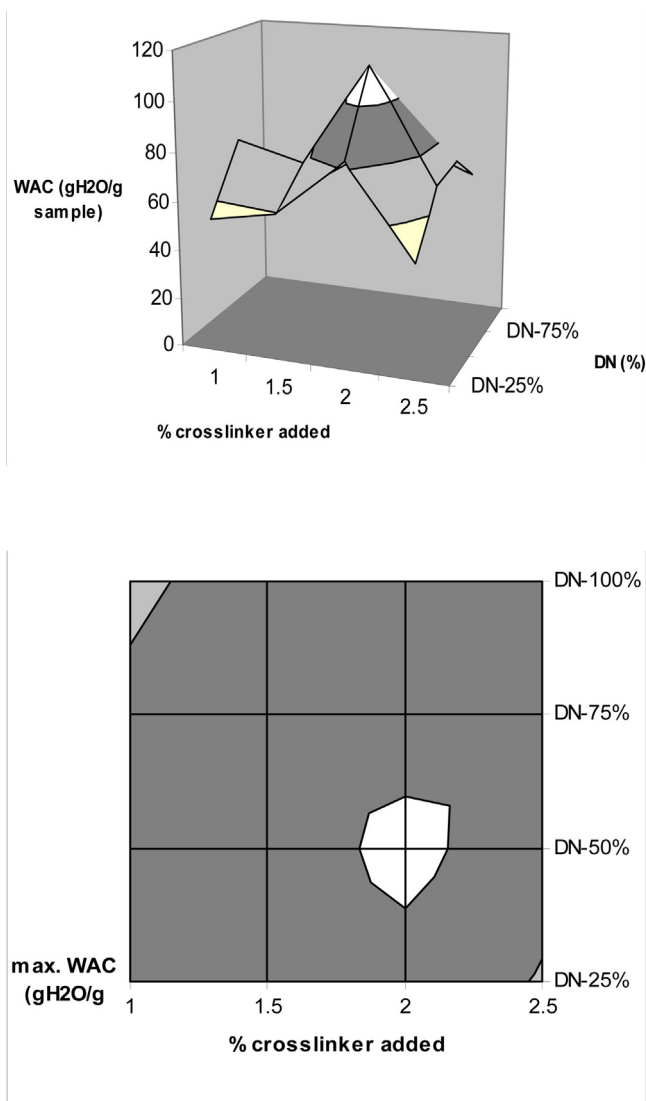 120
100
80
WAC (gH2O/g
sample)
60
40
20
0
DN-75%
DN (%)
DN-25%
1
1.5
2
2.5
% crosslinker added
DN-100%
DN-75%
DN-50%
max. WAC
(gH2O/g
DN-25%
1
1.5
2
2.5
% crosslinker added